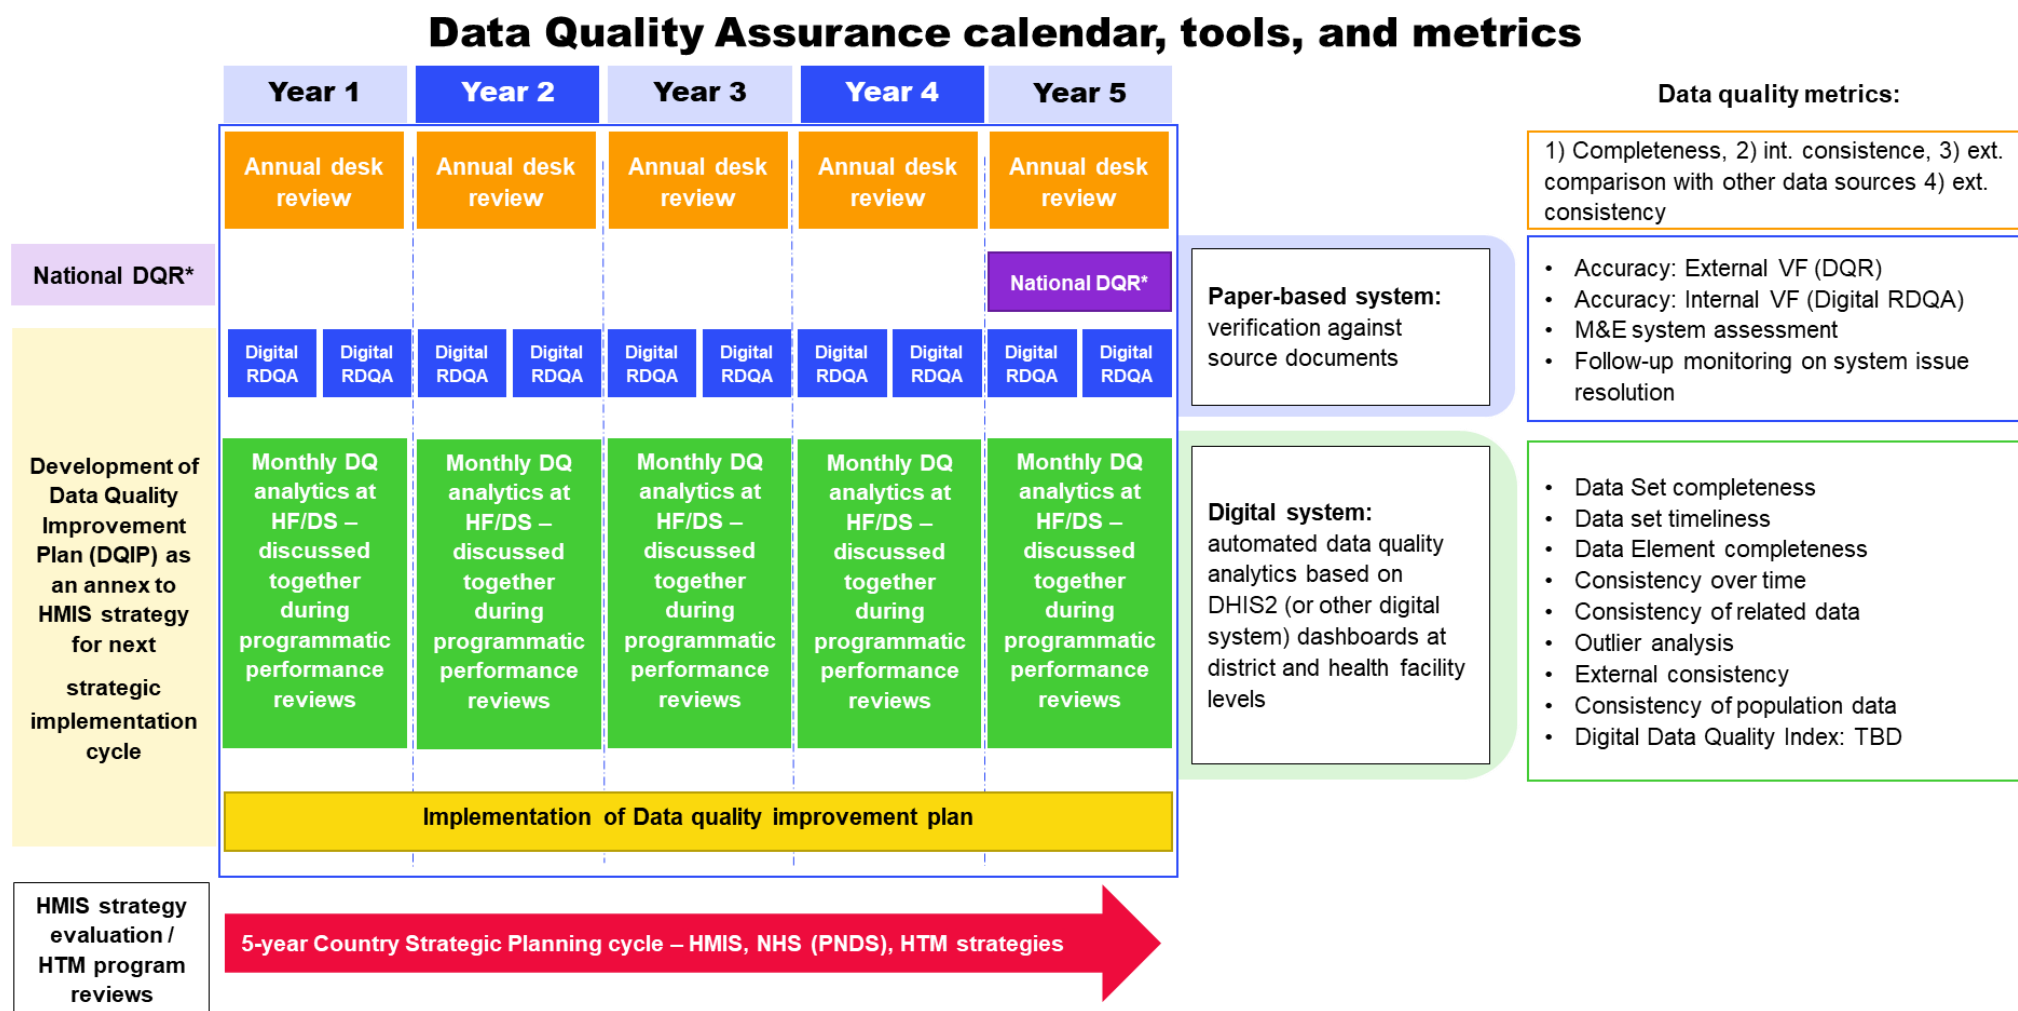 Data Quality Assurance calendar, tools, and metrics
Year 1
Year 2
Year 3
Year 4
Year 5
Data quality metrics:
Annual desk
review
Annual desk
review
Annual desk
review
Annual desk
review
Annual desk
review
1) Completeness, 2) int. consistence, 3) ext.
comparison with other data sources 4) ext.
consistency
National DQR*
National DQR*
Paper-based system:
verification against
source documents
• Accuracy: External VF (DQR)
• Accuracy: Internal VF (Digital RDQA)
• M&E system assessment
• Follow-up monitoring on system issue
resolution
Digital
RDQA
Digital
RDQA
Digital
RDQA
Digital
RDQA
Digital
RDQA
Digital
RDQA
Digital
RDQA
Digital
RDQA
Digital
RDQA
Digital
RDQA
Development of
Data Quality
Improvement
Plan (DQIP) as
an annex to
HMIS strategy
for next
strategic
implementation
cycle
Monthly DQ
analytics at
HF/DS –
discussed
together
during
programmatic
performance
reviews
Monthly DQ
analytics at
HF/DS –
discussed
together
during
programmatic
performance
reviews
Monthly DQ
analytics at
HF/DS –
discussed
together
during
programmatic
performance
reviews
Monthly DQ
analytics at
HF/DS –
discussed
together
during
programmatic
performance
reviews
Monthly DQ
analytics at
HF/DS –
discussed
together
during
programmatic
performance
reviews
Digital system:
automated data quality
analytics based on
DHIS2 (or other digital
system) dashboards at
district and health facility
levels
• Data Set completeness
• Data set timeliness
• Data Element completeness
• Consistency over time
• Consistency of related data
• Outlier analysis
• External consistency
• Consistency of population data
• Digital Data Quality Index: TBD
Implementation of Data quality improvement plan
HMIS strategy
evaluation /
HTM program
reviews
5-year Country Strategic Planning cycle – HMIS, NHS (PNDS), HTM strategies